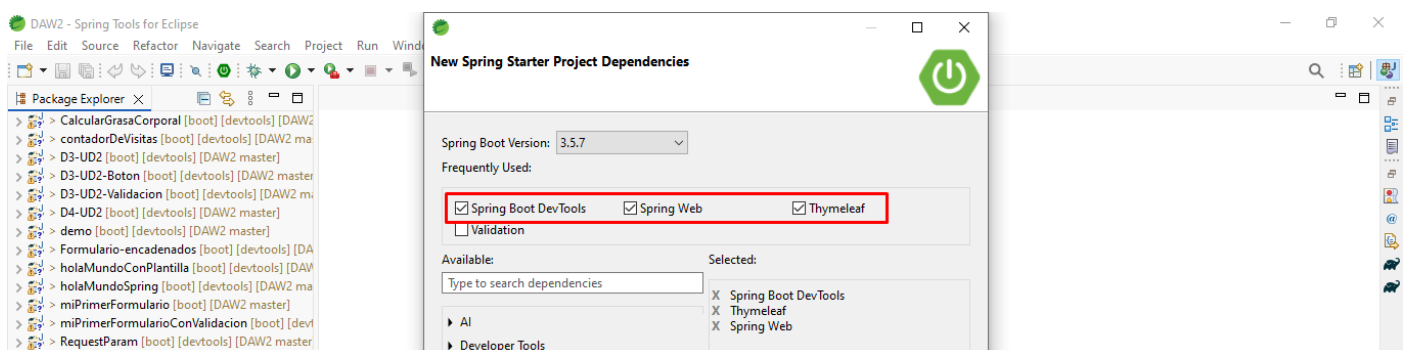 DAW2 - Spring Tools for Eclipse
File Edit Source Refactor Navigate Search Project Run
Package Explorer
> CalcularGrasaCorporal [boot] [devtools] [DAW2
> contadorDeVisitas [boot] [devtools] [DAW2
> D3-UD2 [boot] [devtools] [DAW2 master]
> D3-UD2-Boton [boot] [devtools] [DAW2 master
> D3-UD2-Validacion [boot] [devtools] [DAW2
> D4-UD2 [boot] [devtools] [DAW2 master]
> demo [boot] [devtools] [DAW2 master]
> Formulario-encadenados [boot] [devtools]
> holaMundoConPlantilla [boot] [devtools]
> holaMundoSpring [boot] [devtools] [DAW2
> miPrimerFormulario [boot] [DAW2 master]
> miPrimerFormularioConValidacion [boot]
> RequestParam [boot] [devtools] [DAW2 master
New Spring Starter Project Dependencies
Spring Boot Version: 3.5.7
Frequently Used:
Spring Boot DevTools Spring Web Thymeleaf
Validation
Available: Selected:
Type to search dependencies
X Spring Boot DevTools
X Thymeleaf
X Spring Web
AI
Developer Tools